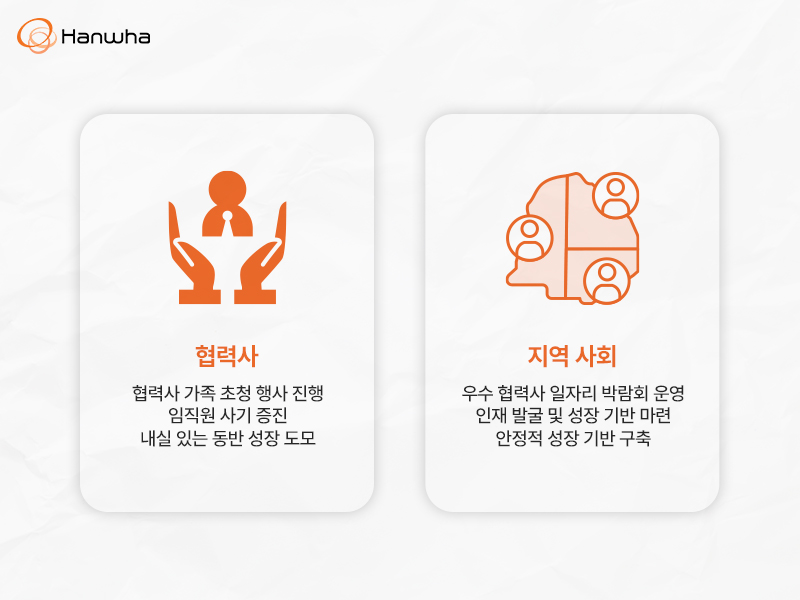 Hanwha
협력사
협력사 가족 초청 행사 진행
임직원 사기 증진
내실 있는 동반 성장 도모
지역 사회
우수 협력사 일자리 박람회 운영
인재 발굴 및 성장 기반 마련
안정적 성장 기반 구축